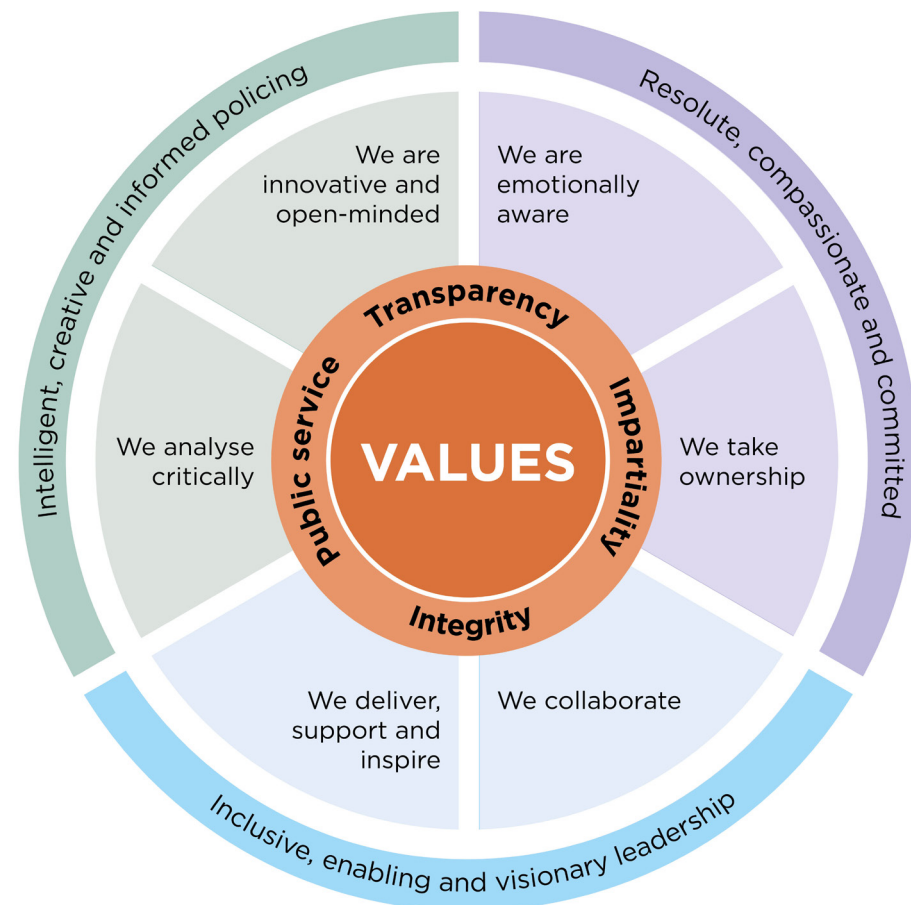 Intelligent, creative and informed policing
Resolute, compassionate and committed
We are
innovative and
open-minded
We are
emotionally
aware
We analyse
critically
We take
ownership
We deliver,
support and
inspire
We collaborate
Transparency
Public service
Impartiality
Integrity
VALUES
Inclusive, enabling and visionary leadership